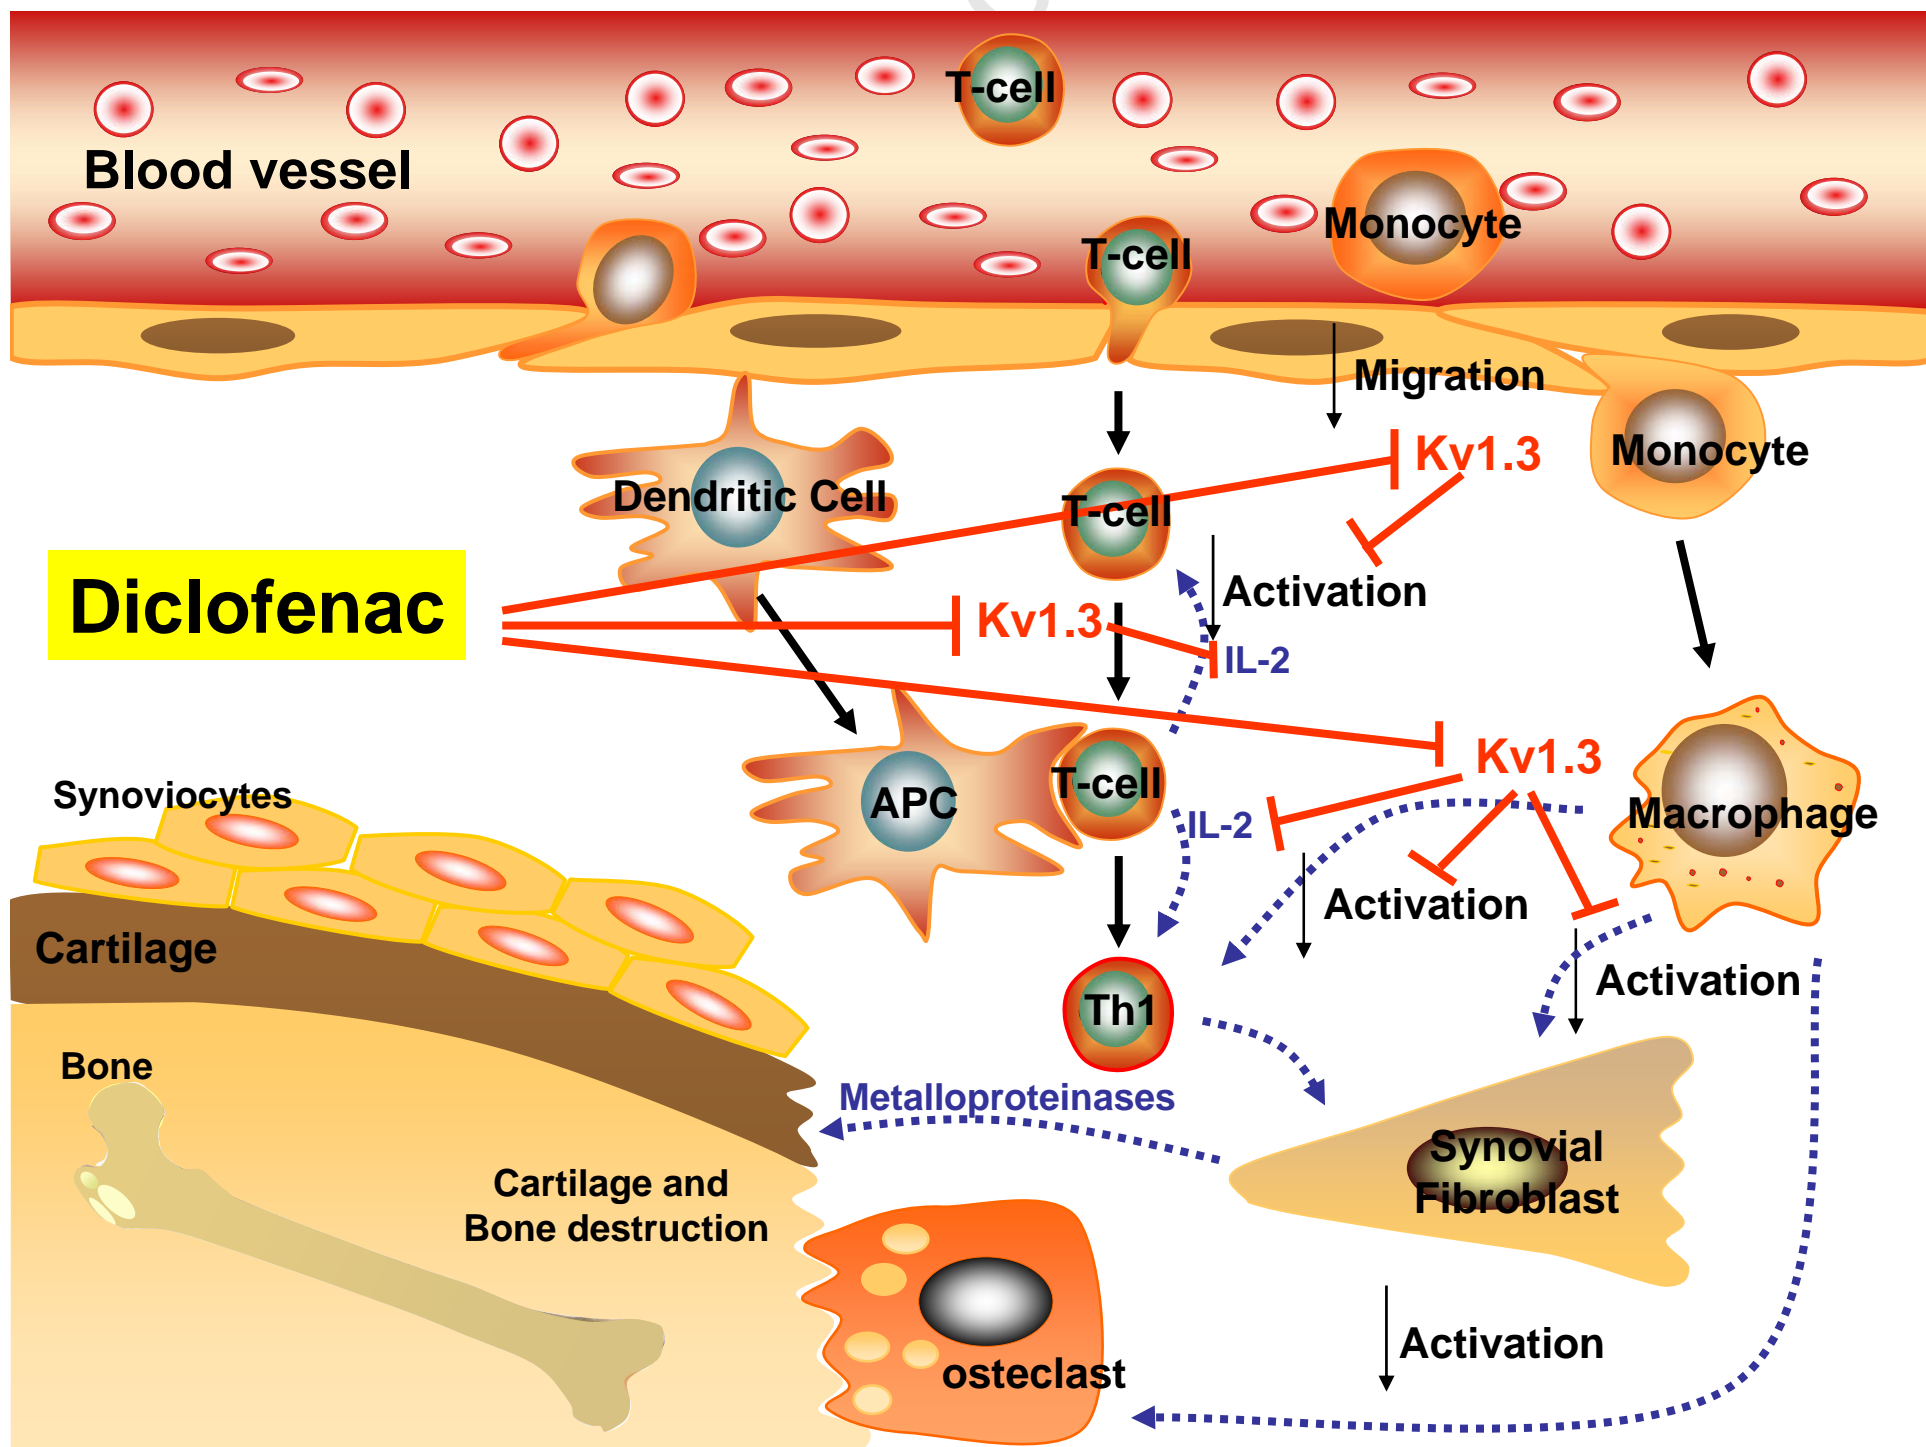 T-cell
Blood vessel
Monocyte
T-cell
Migration
Kv1.3
Monocyte
Dendritic Cell
T-cell
Diclofenac
Activation
Kv1.3
IL-2
Kv1.3
Synoviocytes
T-cell
APC
IL-2
Macrophage
Activation
Cartilage
Activation
Th1
Bone
Metalloproteinases
Synovial
Fibroblast
Cartilage and
Bone destruction
Activation
osteclast